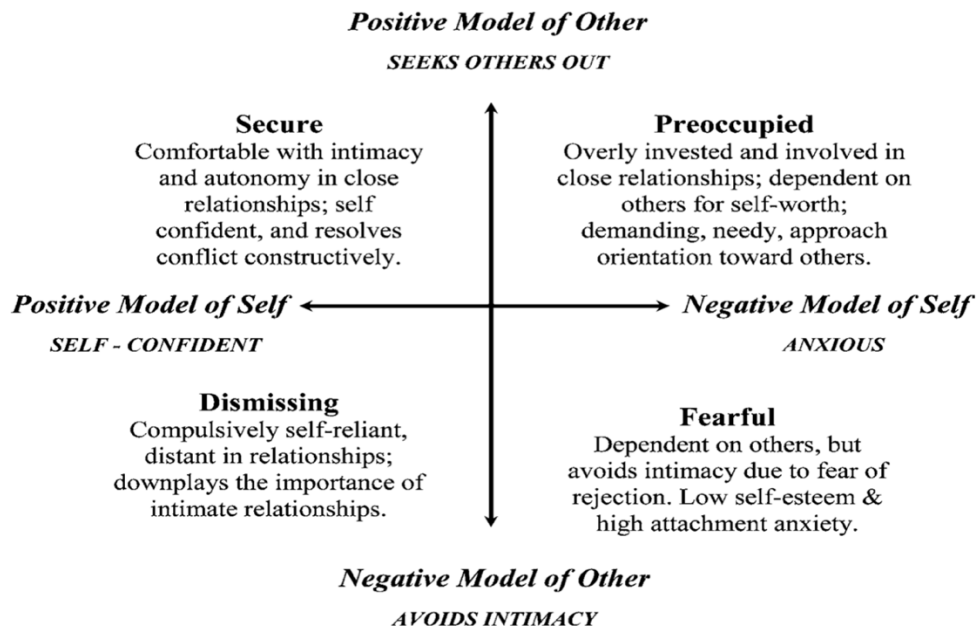 Positive Model of Other
SEEKS OTHERS OUT
Secure
Comfortable with intimacy
and autonomy in close
relationships; self
confident, and resolves
conflict constructively.
Preoccupied
Overly invested and involved in
close relationships; dependent on
others for self-worth;
demanding, needy, approach
orientation toward others.
Positive Model of Self
SELF - CONFIDENT
Negative Model of Self
ANXIOUS
Dismissing
Compulsively self-reliant,
distant in relationships;
downplays the importance of
intimate relationships.
Fearful
Dependent on others, but
avoids intimacy due to fear of
rejection. Low self-esteem &
high attachment anxiety.
Negative Model of Other
AVOIDS INTIMACY